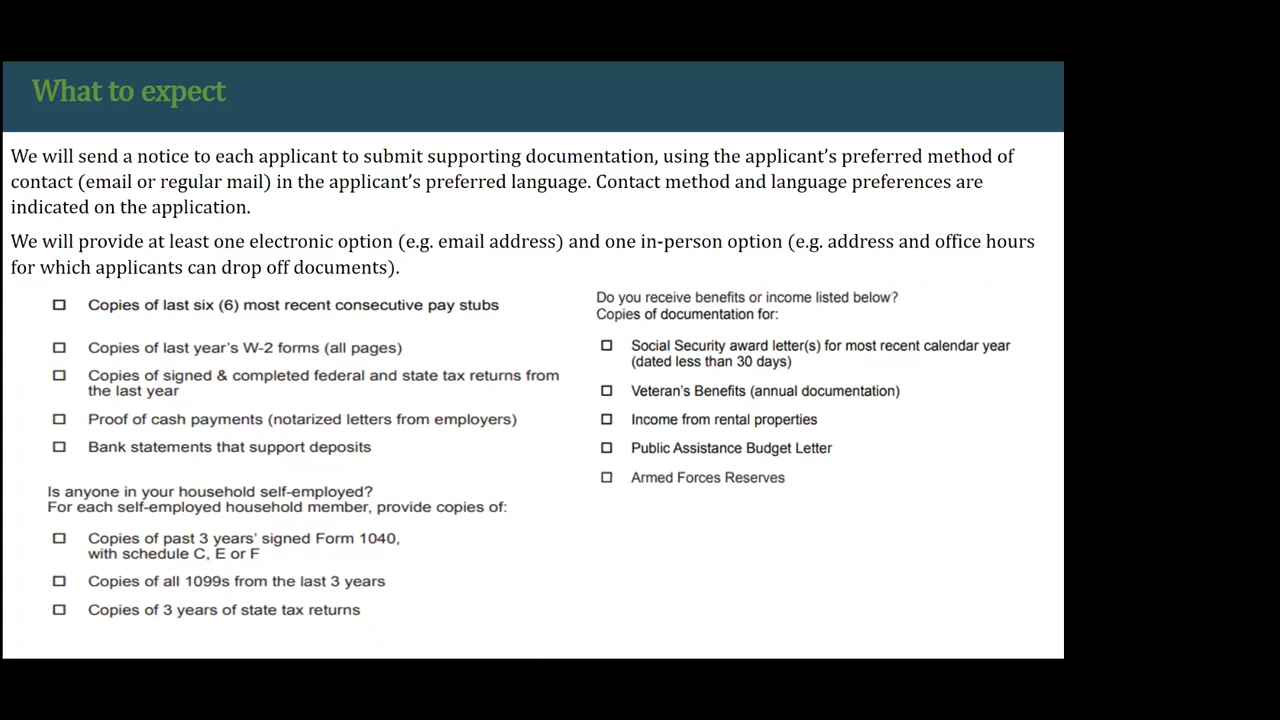 What to expect
We will send a notice to each applicant to submit supporting documentation, using the applicant's preferred method of
contact (email or regular mail) in the applicant's preferred language. Contact method and language preferences are
indicated on the application.
We will provide at least one electronic option (e.g. email address) and one in-person option (e.g. address and office hours
for which applicants can drop off documents).
Copies of last six (6) most recent consecutive pay stubs
Copies of last year's W-2 forms (all pages)
Copies of signed & completed federal and state tax returns from
the last year
Proof of cash payments (notarized letters from employers)
Bank statements that support deposits
Is anyone in your household self-employed?
For each self-employed household member, provide copies of:
Copies of past 3 years' signed Form 1040,
with schedule C, E or F
Copies of all 1099s from the last 3 years
Copies of 3 years of state tax returns
Do you receive benefits or income listed below?
Copies of documentation for:
Social Security award letter(s) for most recent calendar year
(dated less than 30 days)
Veteran's Benefits (annual documentation)
Income from rental properties
Public Assistance Budget Letter
Armed Forces Reserves